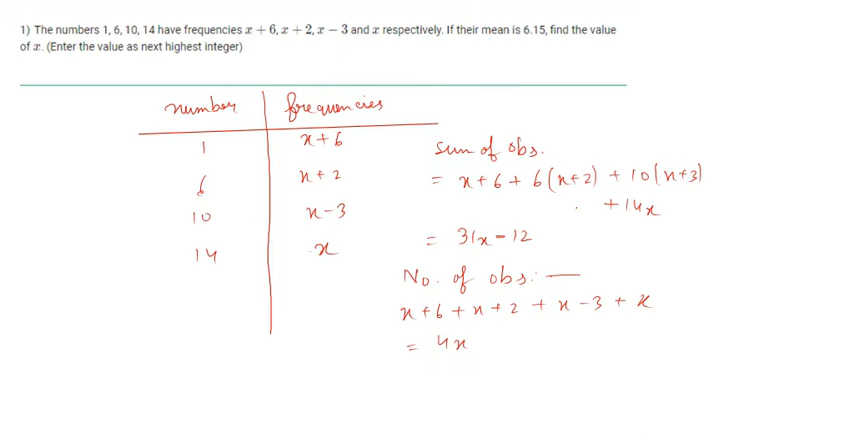 1) The numbers 1, 6, 10, 14 have frequencies x + 6, x + 2, x − 3 and x respectively. If their mean is 6.15, find the value
of x. (Enter the value as next highest integer)
number frequencies
1 x+6
6 x+2
10 x-3
14 x
Sum of obs.
= x+6 + 6(x+2) + 10(x+3)
+14x
= 31x-12
No. of obs. —
x+6 + x+2 + x-3 + x
= 4x